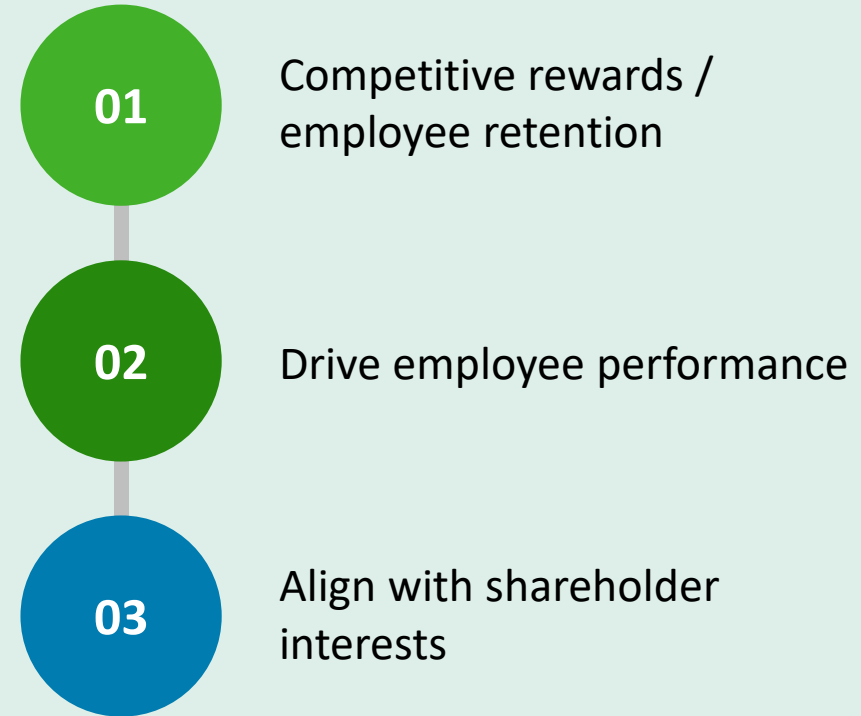 01
Competitive rewards /
employee retention
02
Drive employee performance
03
Align with shareholder
interests